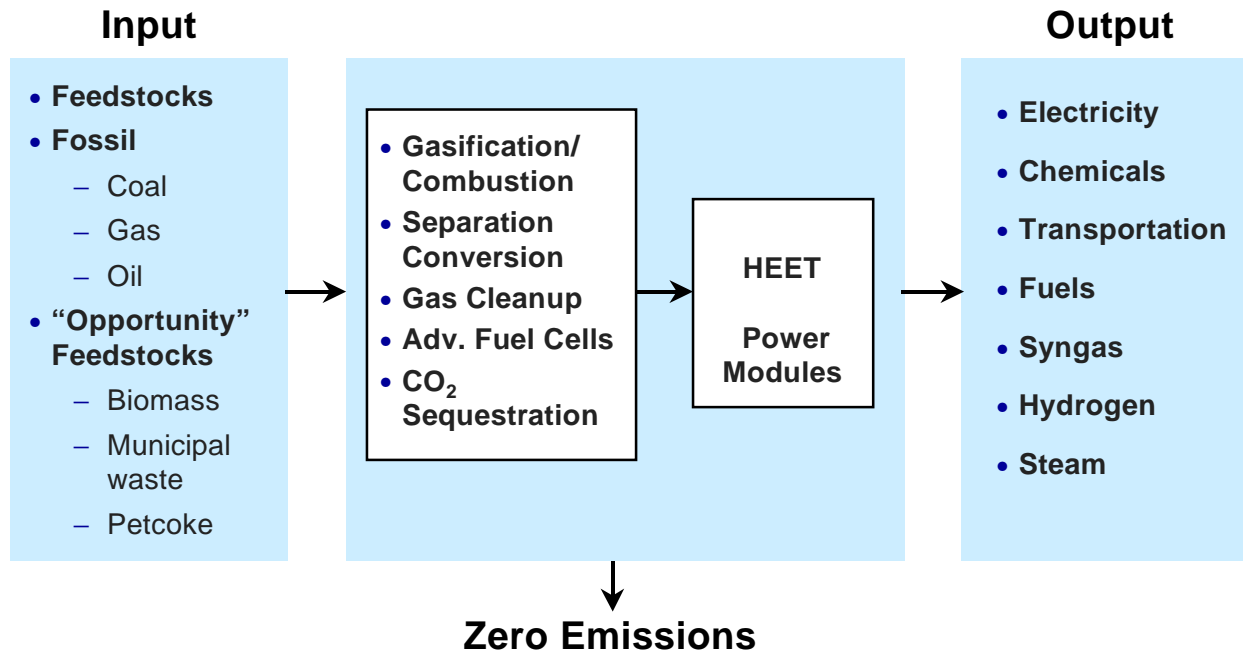 Input
• Feedstocks
• Fossil
– Coal
– Gas
– Oil
• “Opportunity”
Feedstocks
– Biomass
– Municipal
waste
– Petcoke
• Gasification/
Combustion
• Separation
Conversion
• Gas Cleanup
• Adv. Fuel Cells
• CO₂
Sequestration
HEET
Power
Modules
Output
• Electricity
• Chemicals
• Transportation
• Fuels
• Syngas
• Hydrogen
• Steam
Zero Emissions